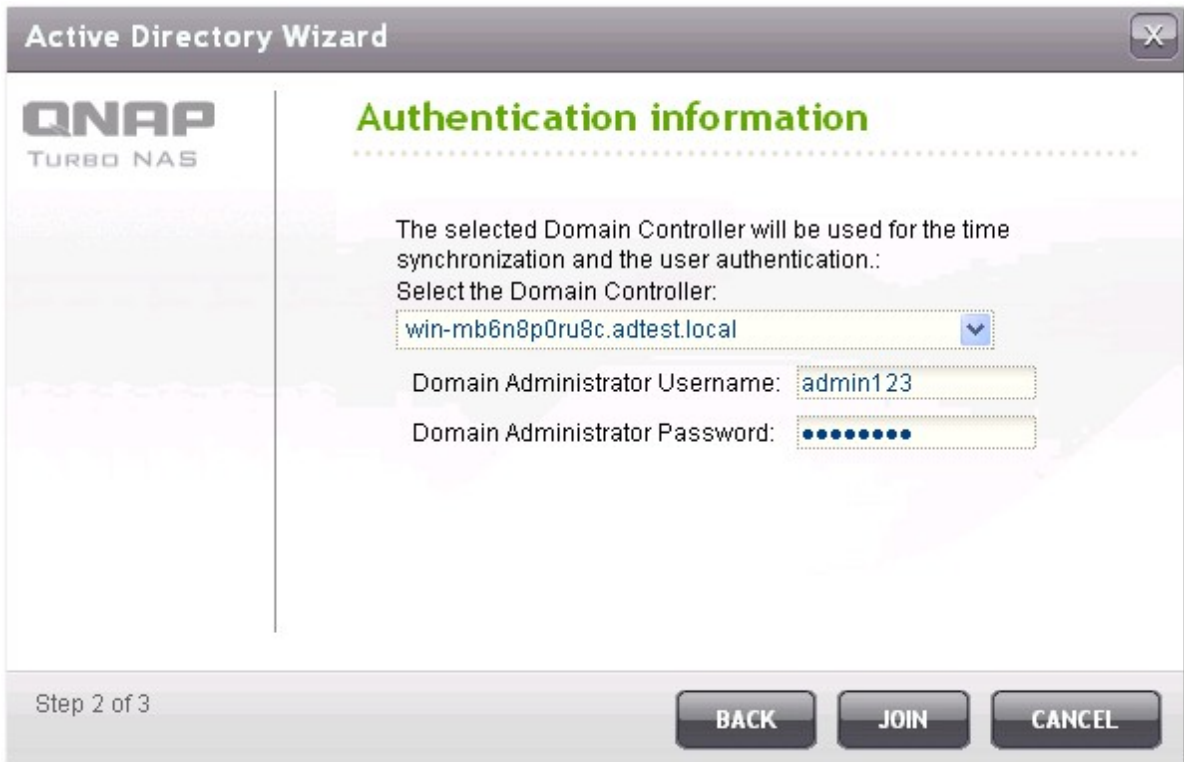 Active Directory Wizard
X
QNAP
TURBO NAS
Authentication information
The selected Domain Controller will be used for the time
synchronization and the user authentication.:
Select the Domain Controller:
win-mb6n8p0ru8c.adtest.local
Domain Administrator Username: admin123
Domain Administrator Password: ●●●●●●●●
Step 2 of 3
BACK JOIN CANCEL